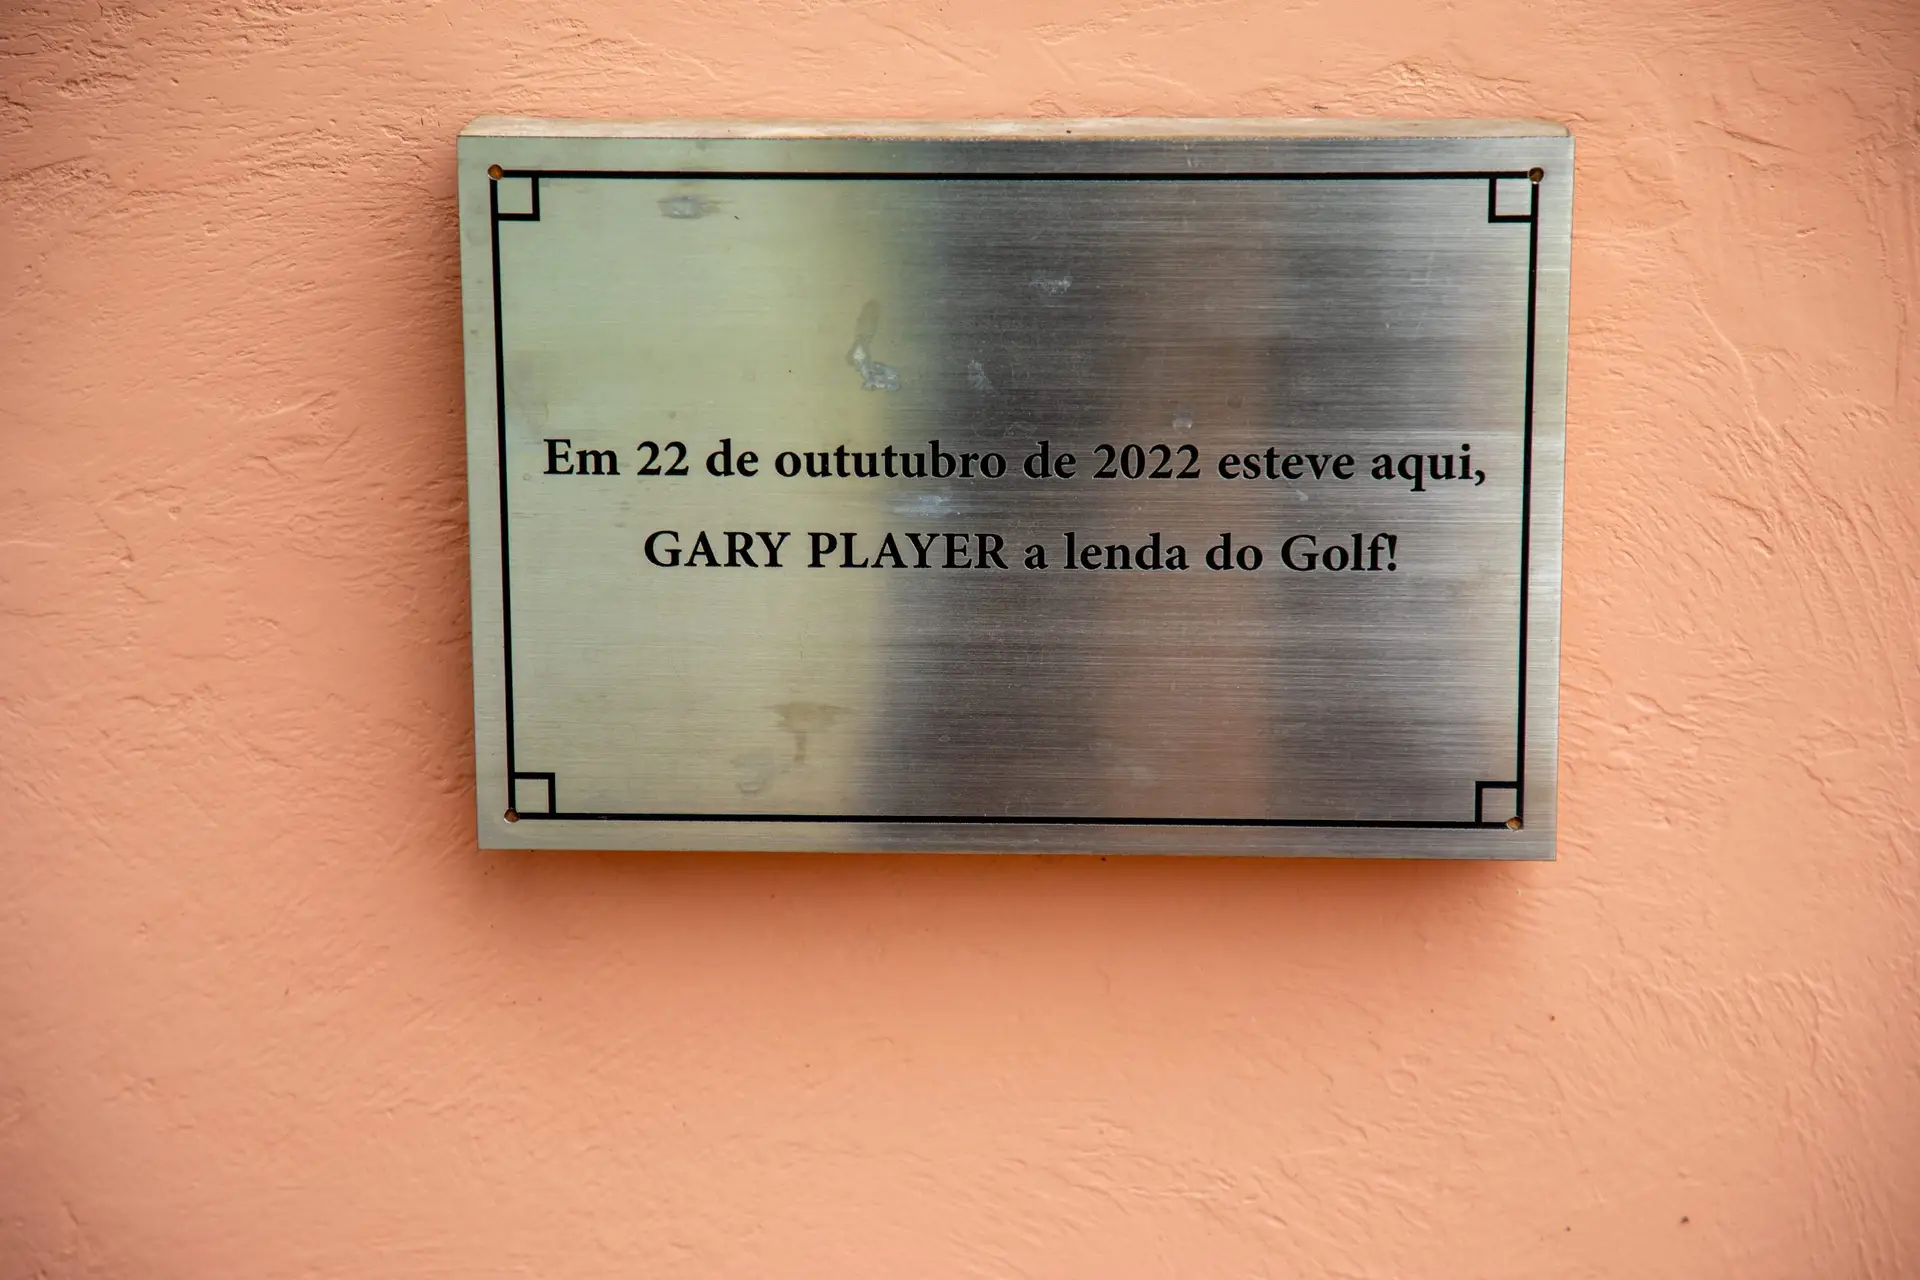 Em 22 de oututubro de 2022 esteve aqui,
GARY PLAYER a lenda do Golf!